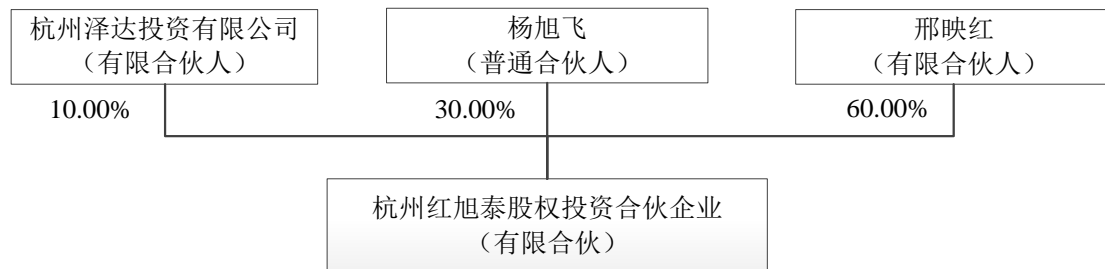 杭州泽达投资有限公司
（有限合伙人）
杨旭飞
（普通合伙人）
邢映红
（有限合伙人）
10.00%
30.00%
60.00%
杭州红旭泰股权投资合伙企业
（有限合伙）